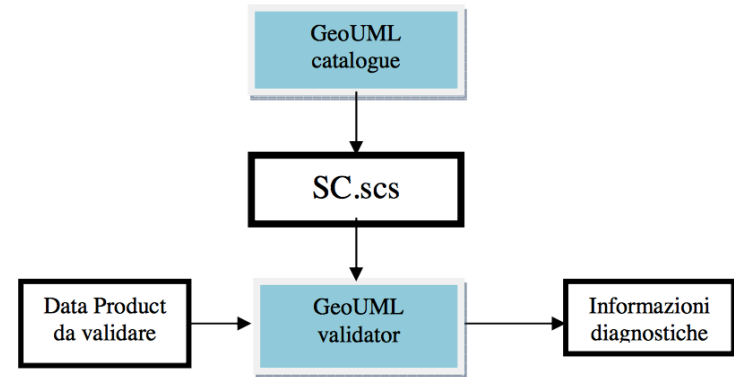 GeoUML
catalogue
SC.scs
Data Product
da validare
GeoUML
validator
Informazioni
diagnostiche